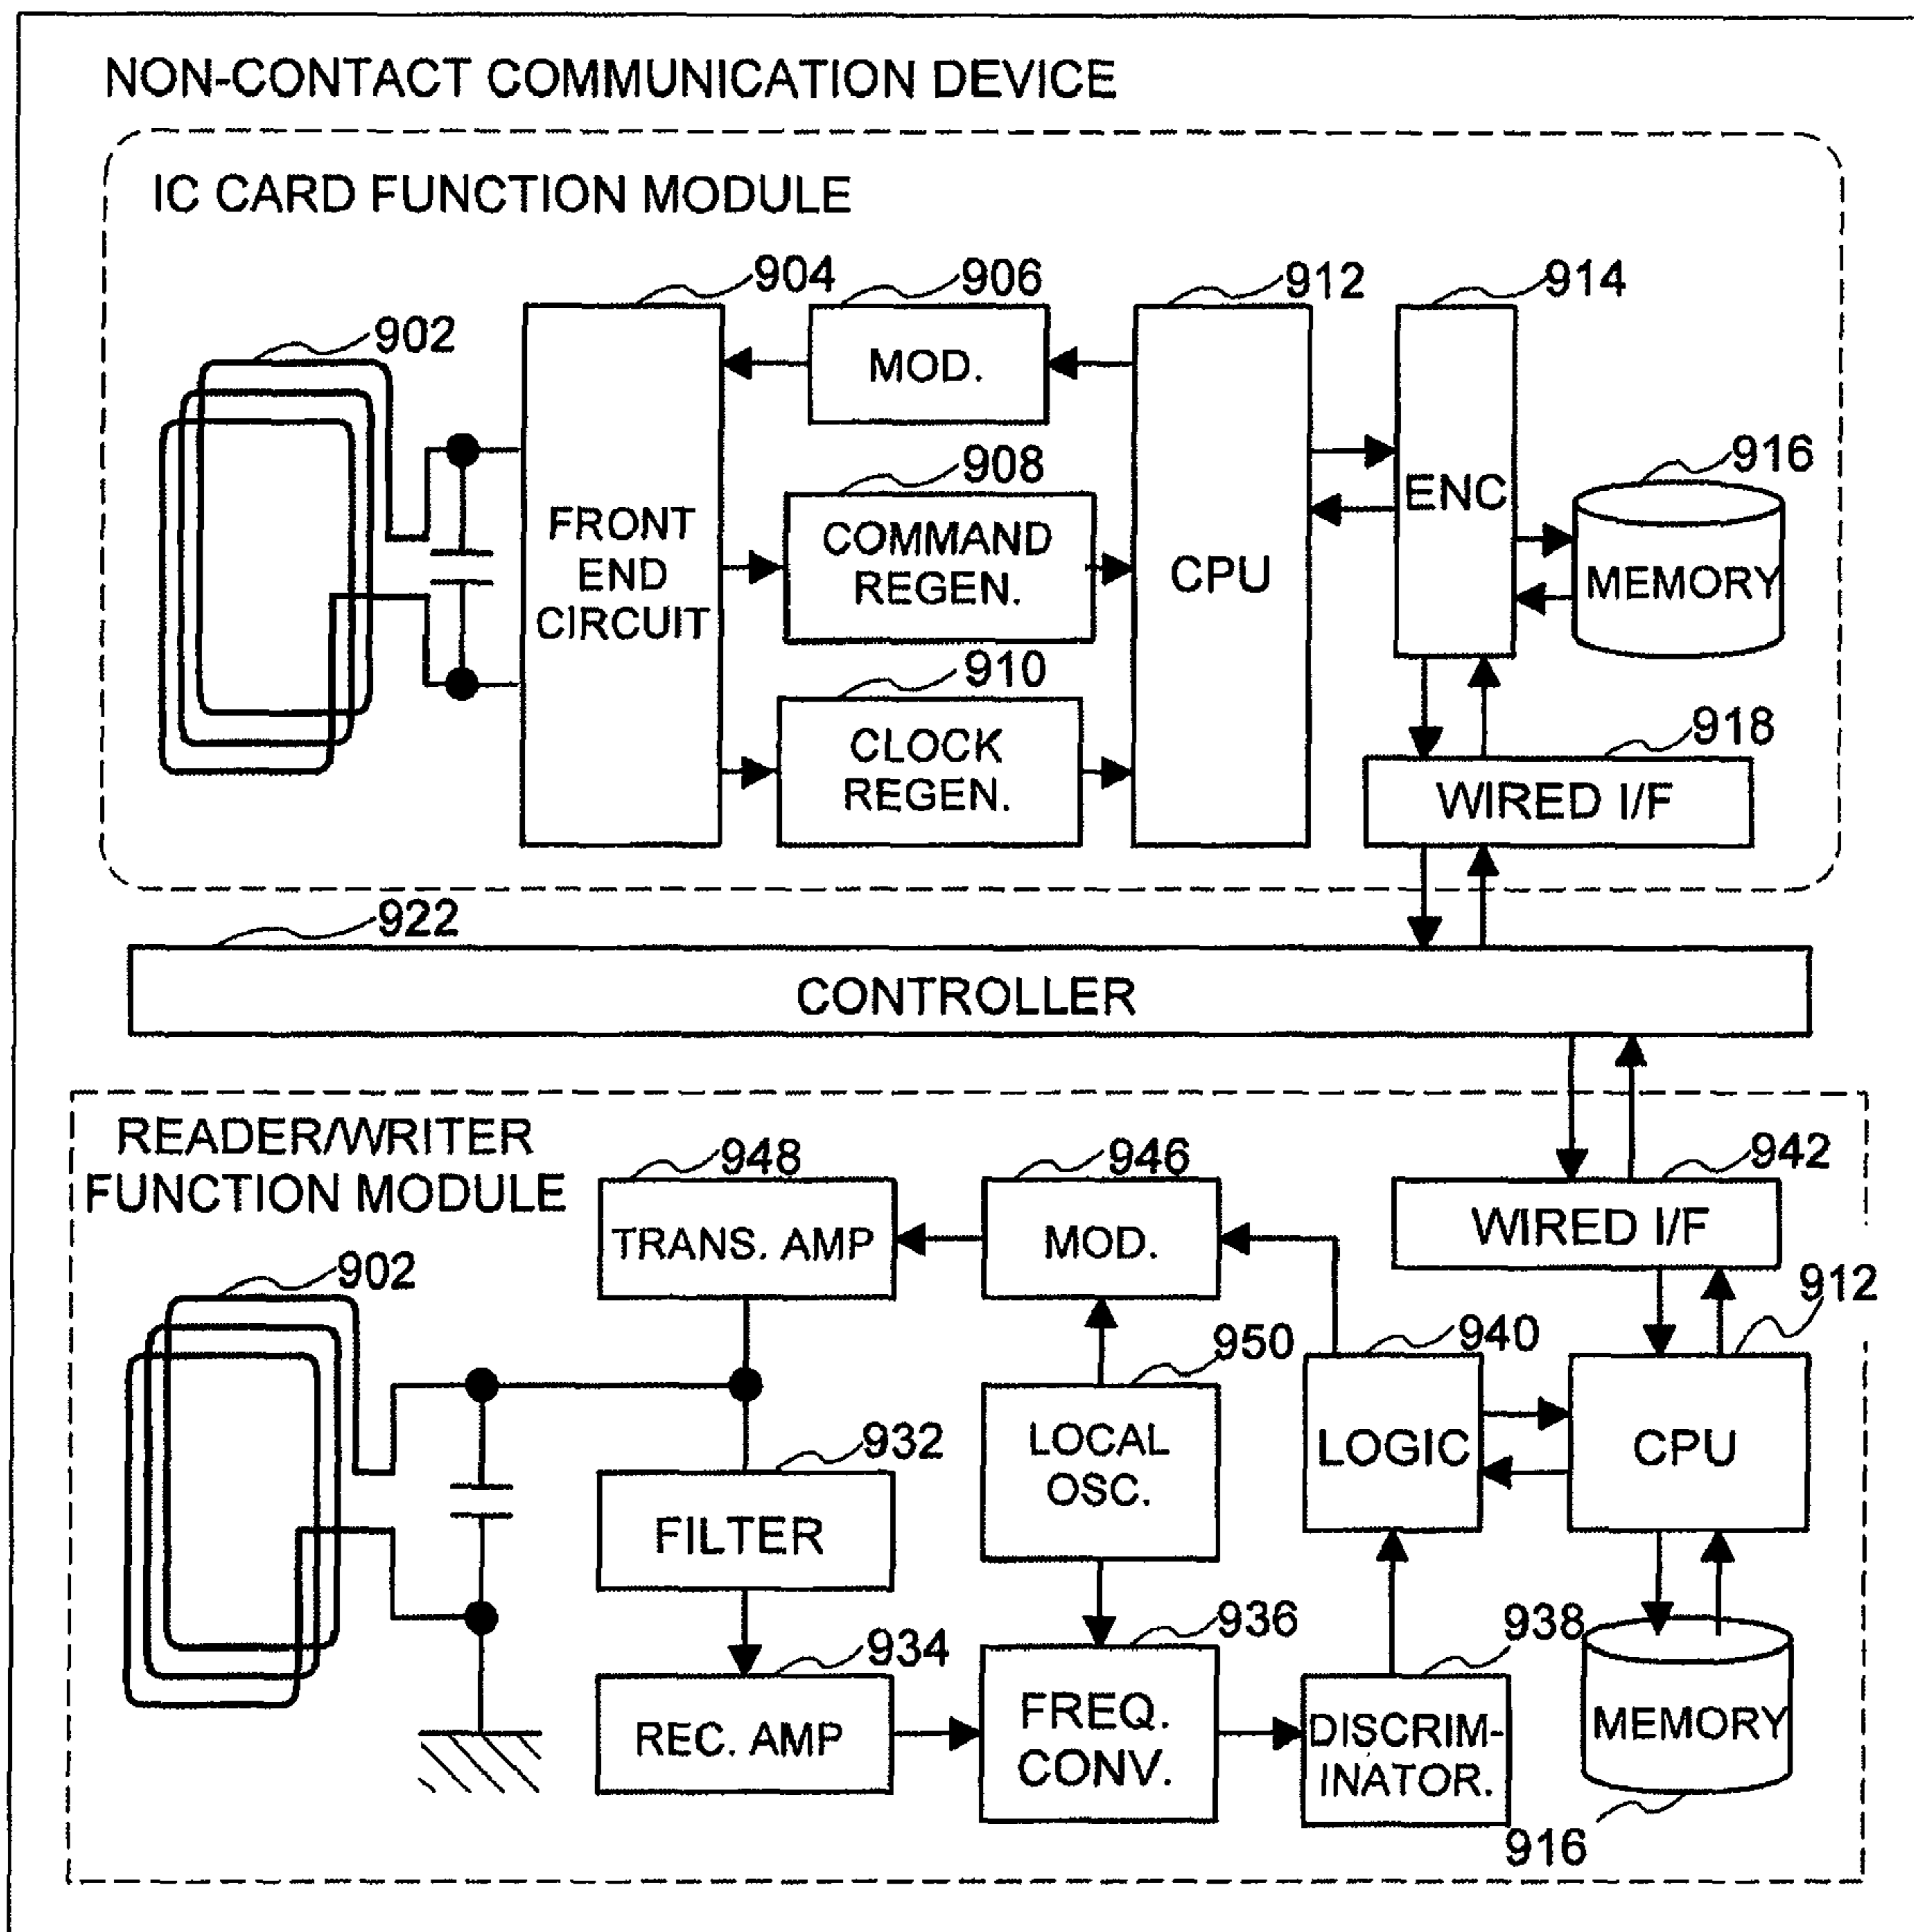 NON-CONTACT COMMUNICATION DEVICE
IC CARD FUNCTION MODULE
904
906
912
914
902
MOD.
908
916
FRONT
END
CIRCUIT
COMMAND
REGEN.
CPU
ENC
MEMORY
910
CLOCK
REGEN.
918
WIRED I/F
922
CONTROLLER
READER/WRITER
FUNCTION MODULE
948
946
942
TRANS. AMP
MOD.
WIRED I/F
902
950
940
912
932
LOCAL
OSC.
LOGIC
CPU
FILTER
934
936
938
REC. AMP
FREQ.
CONV.
DISCRIM-
INATOR.
MEMORY
916